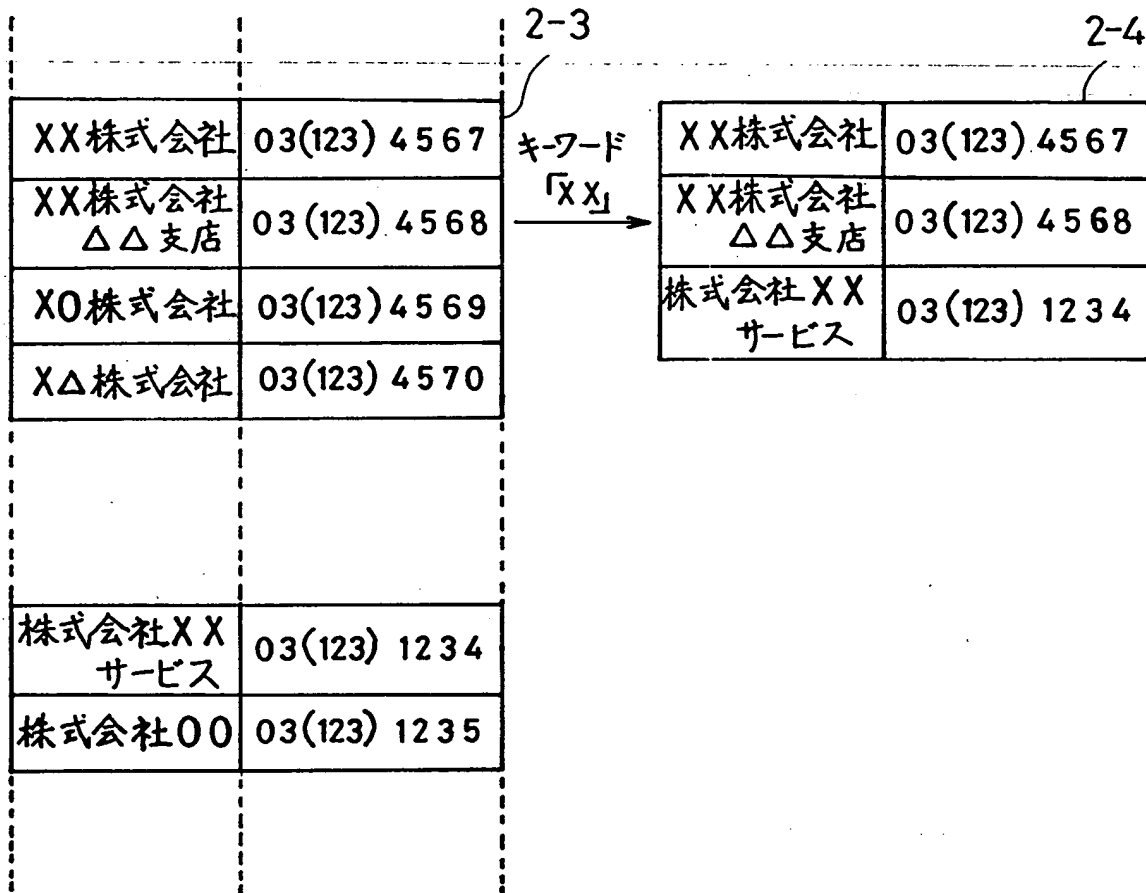 2-3
XX株式会社 03(123) 4567
XX株式会社
△△支店 03(123) 4568
XO株式会社 03(123) 4569
X△株式会社 03(123) 4570
株式会社XX
サービス 03(123) 1234
株式会社OO 03(123) 1235
キーワード
「XX」
2-4
XX株式会社 03(123) 4567
XX株式会社
△△支店 03(123) 4568
株式会社XX
サービス 03(123) 1234